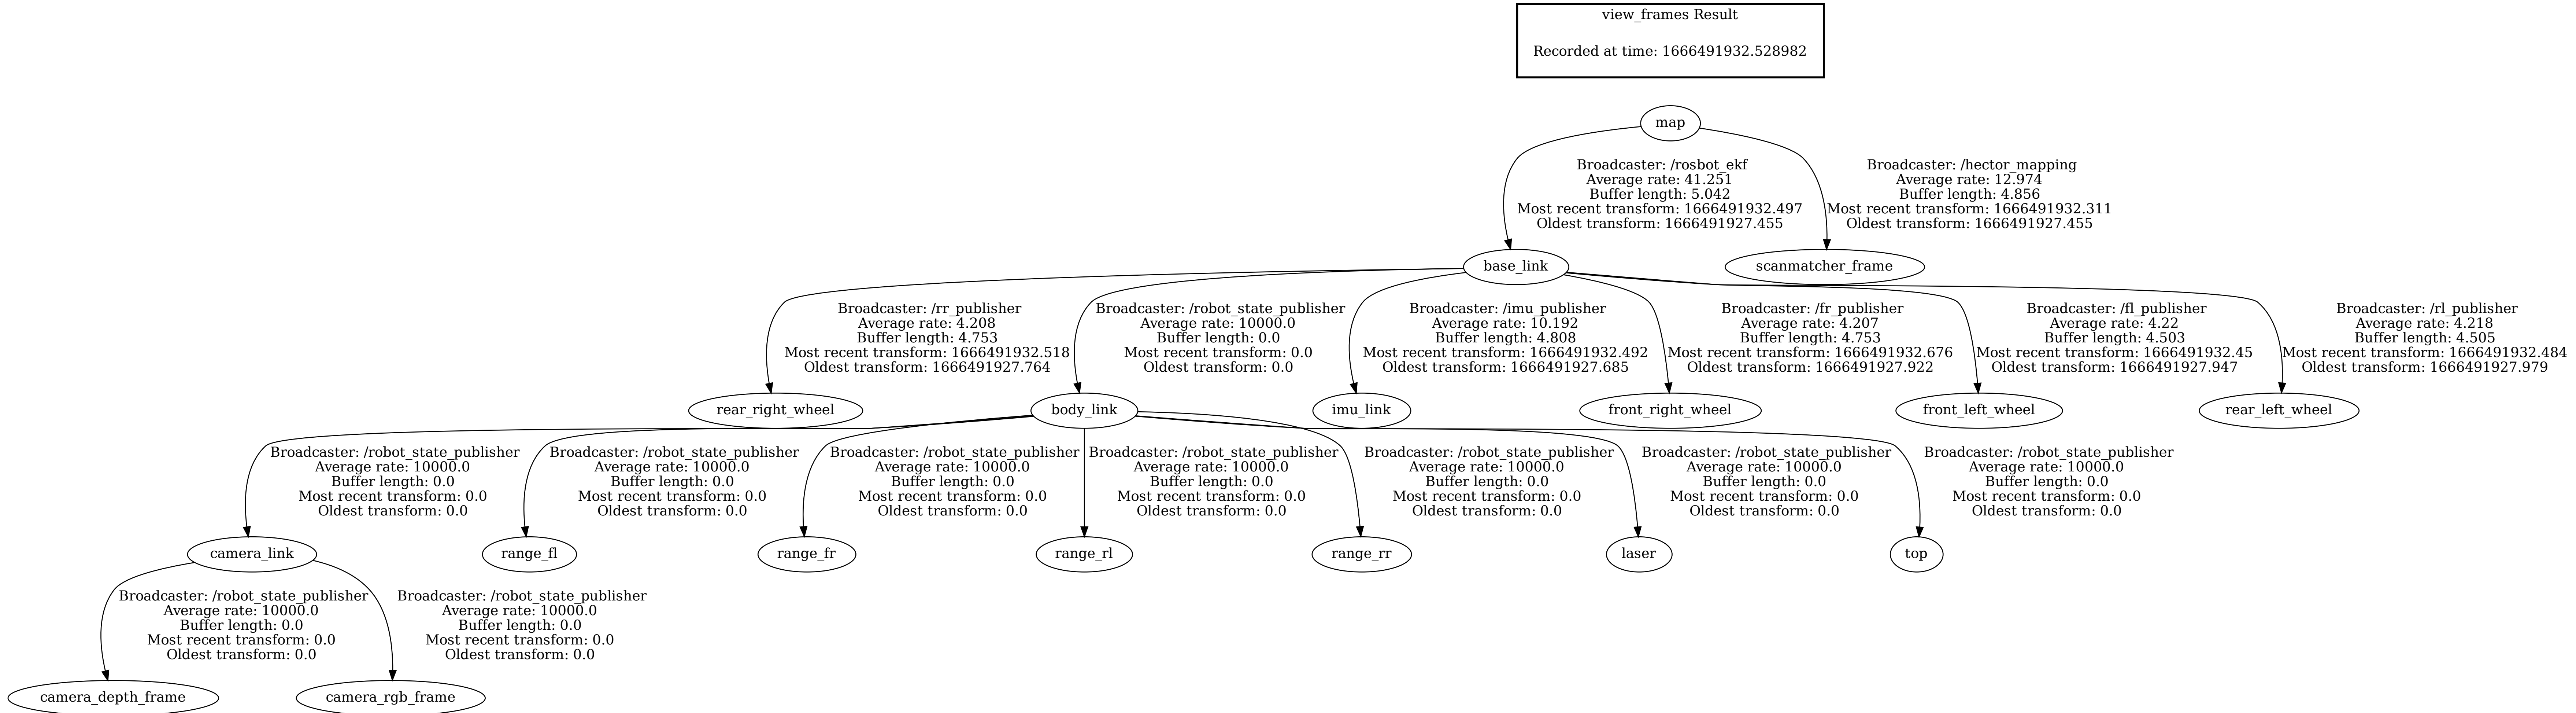 view_frames Result
Recorded at time: 1666491932.528982
map
Broadcaster: /rosbot_ekf
Average rate: 41.251
Buffer length: 5.042
Most recent transform: 1666491932.497
Oldest transform: 1666491927.455
Broadcaster: /hector_mapping
Average rate: 12.974
Buffer length: 4.856
Most recent transform: 1666491932.311
Oldest transform: 1666491927.455
base_link
scanmatcher_frame
Broadcaster: /rr_publisher
Average rate: 4.208
Buffer length: 4.753
Most recent transform: 1666491932.518
Oldest transform: 1666491927.764
Broadcaster: /robot_state_publisher
Average rate: 10000.0
Buffer length: 0.0
Most recent transform: 0.0
Oldest transform: 0.0
Broadcaster: /imu_publisher
Average rate: 10.192
Buffer length: 4.808
Most recent transform: 1666491932.492
Oldest transform: 1666491927.685
Broadcaster: /fr_publisher
Average rate: 4.207
Buffer length: 4.753
Most recent transform: 1666491932.676
Oldest transform: 1666491927.922
Broadcaster: /fl_publisher
Average rate: 4.22
Buffer length: 4.503
Most recent transform: 1666491932.45
Oldest transform: 1666491927.947
Broadcaster: /rl_publisher
Average rate: 4.218
Buffer length: 4.505
Most recent transform: 1666491932.484
Oldest transform: 1666491927.979
rear_right_wheel
body_link
imu_link
front_right_wheel
front_left_wheel
rear_left_wheel
Broadcaster: /robot_state_publisher
Average rate: 10000.0
Buffer length: 0.0
Most recent transform: 0.0
Oldest transform: 0.0
Broadcaster: /robot_state_publisher
Average rate: 10000.0
Buffer length: 0.0
Most recent transform: 0.0
Oldest transform: 0.0
Broadcaster: /robot_state_publisher
Average rate: 10000.0
Buffer length: 0.0
Most recent transform: 0.0
Oldest transform: 0.0
Broadcaster: /robot_state_publisher
Average rate: 10000.0
Buffer length: 0.0
Most recent transform: 0.0
Oldest transform: 0.0
Broadcaster: /robot_state_publisher
Average rate: 10000.0
Buffer length: 0.0
Most recent transform: 0.0
Oldest transform: 0.0
Broadcaster: /robot_state_publisher
Average rate: 10000.0
Buffer length: 0.0
Most recent transform: 0.0
Oldest transform: 0.0
Broadcaster: /robot_state_publisher
Average rate: 10000.0
Buffer length: 0.0
Most recent transform: 0.0
Oldest transform: 0.0
camera_link
range_fl
range_fr
range_rl
range_rr
laser
top
Broadcaster: /robot_state_publisher
Average rate: 10000.0
Buffer length: 0.0
Most recent transform: 0.0
Oldest transform: 0.0
Broadcaster: /robot_state_publisher
Average rate: 10000.0
Buffer length: 0.0
Most recent transform: 0.0
Oldest transform: 0.0
camera_depth_frame
camera_rgb_frame